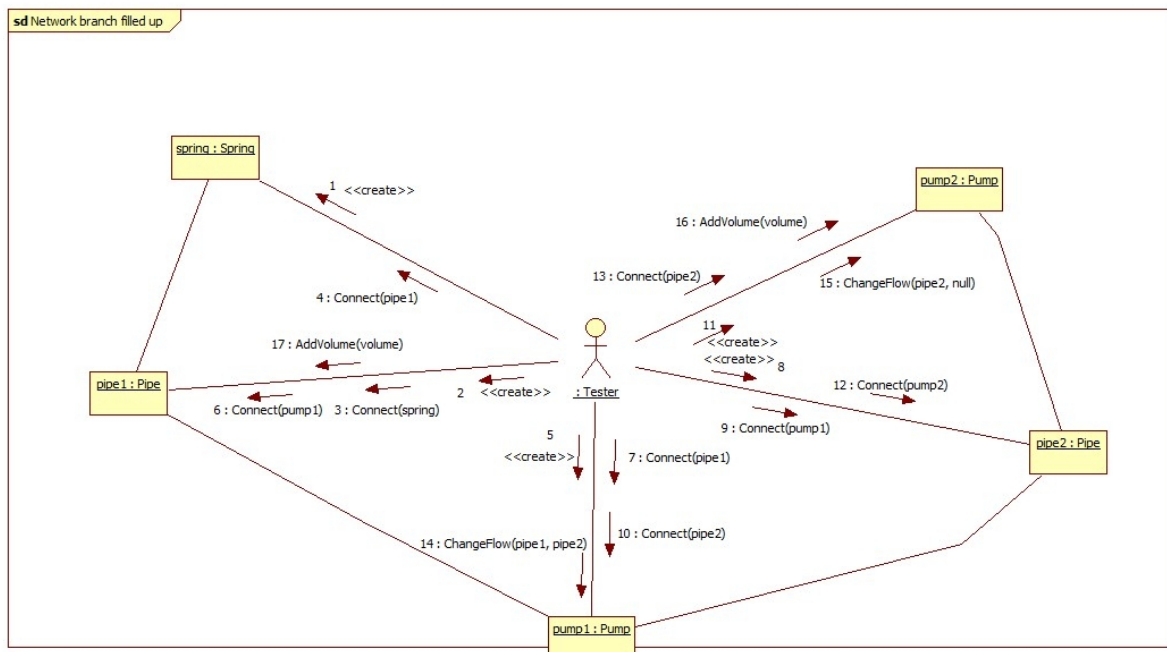 sd Network branch filled up
spring : Spring
1 <<create>>
pump2 : Pump
16 : AddVolume(volume)
13 : Connect(pipe2)
15 : ChangeFlow(pipe2, null)
4 : Connect(pipe1)
11
<<create>>
17 : AddVolume(volume)
<<create>>
8
pipe1 : Pipe
2 <<create>>
: Tester
12 : Connect(pump2)
6 : Connect(pump1)
3 : Connect(spring)
9 : Connect(pump1)
5
<<create>>
7 : Connect(pipe1)
pipe2 : Pipe
10 : Connect(pipe2)
14 : ChangeFlow(pipe1, pipe2)
pump1 : Pump